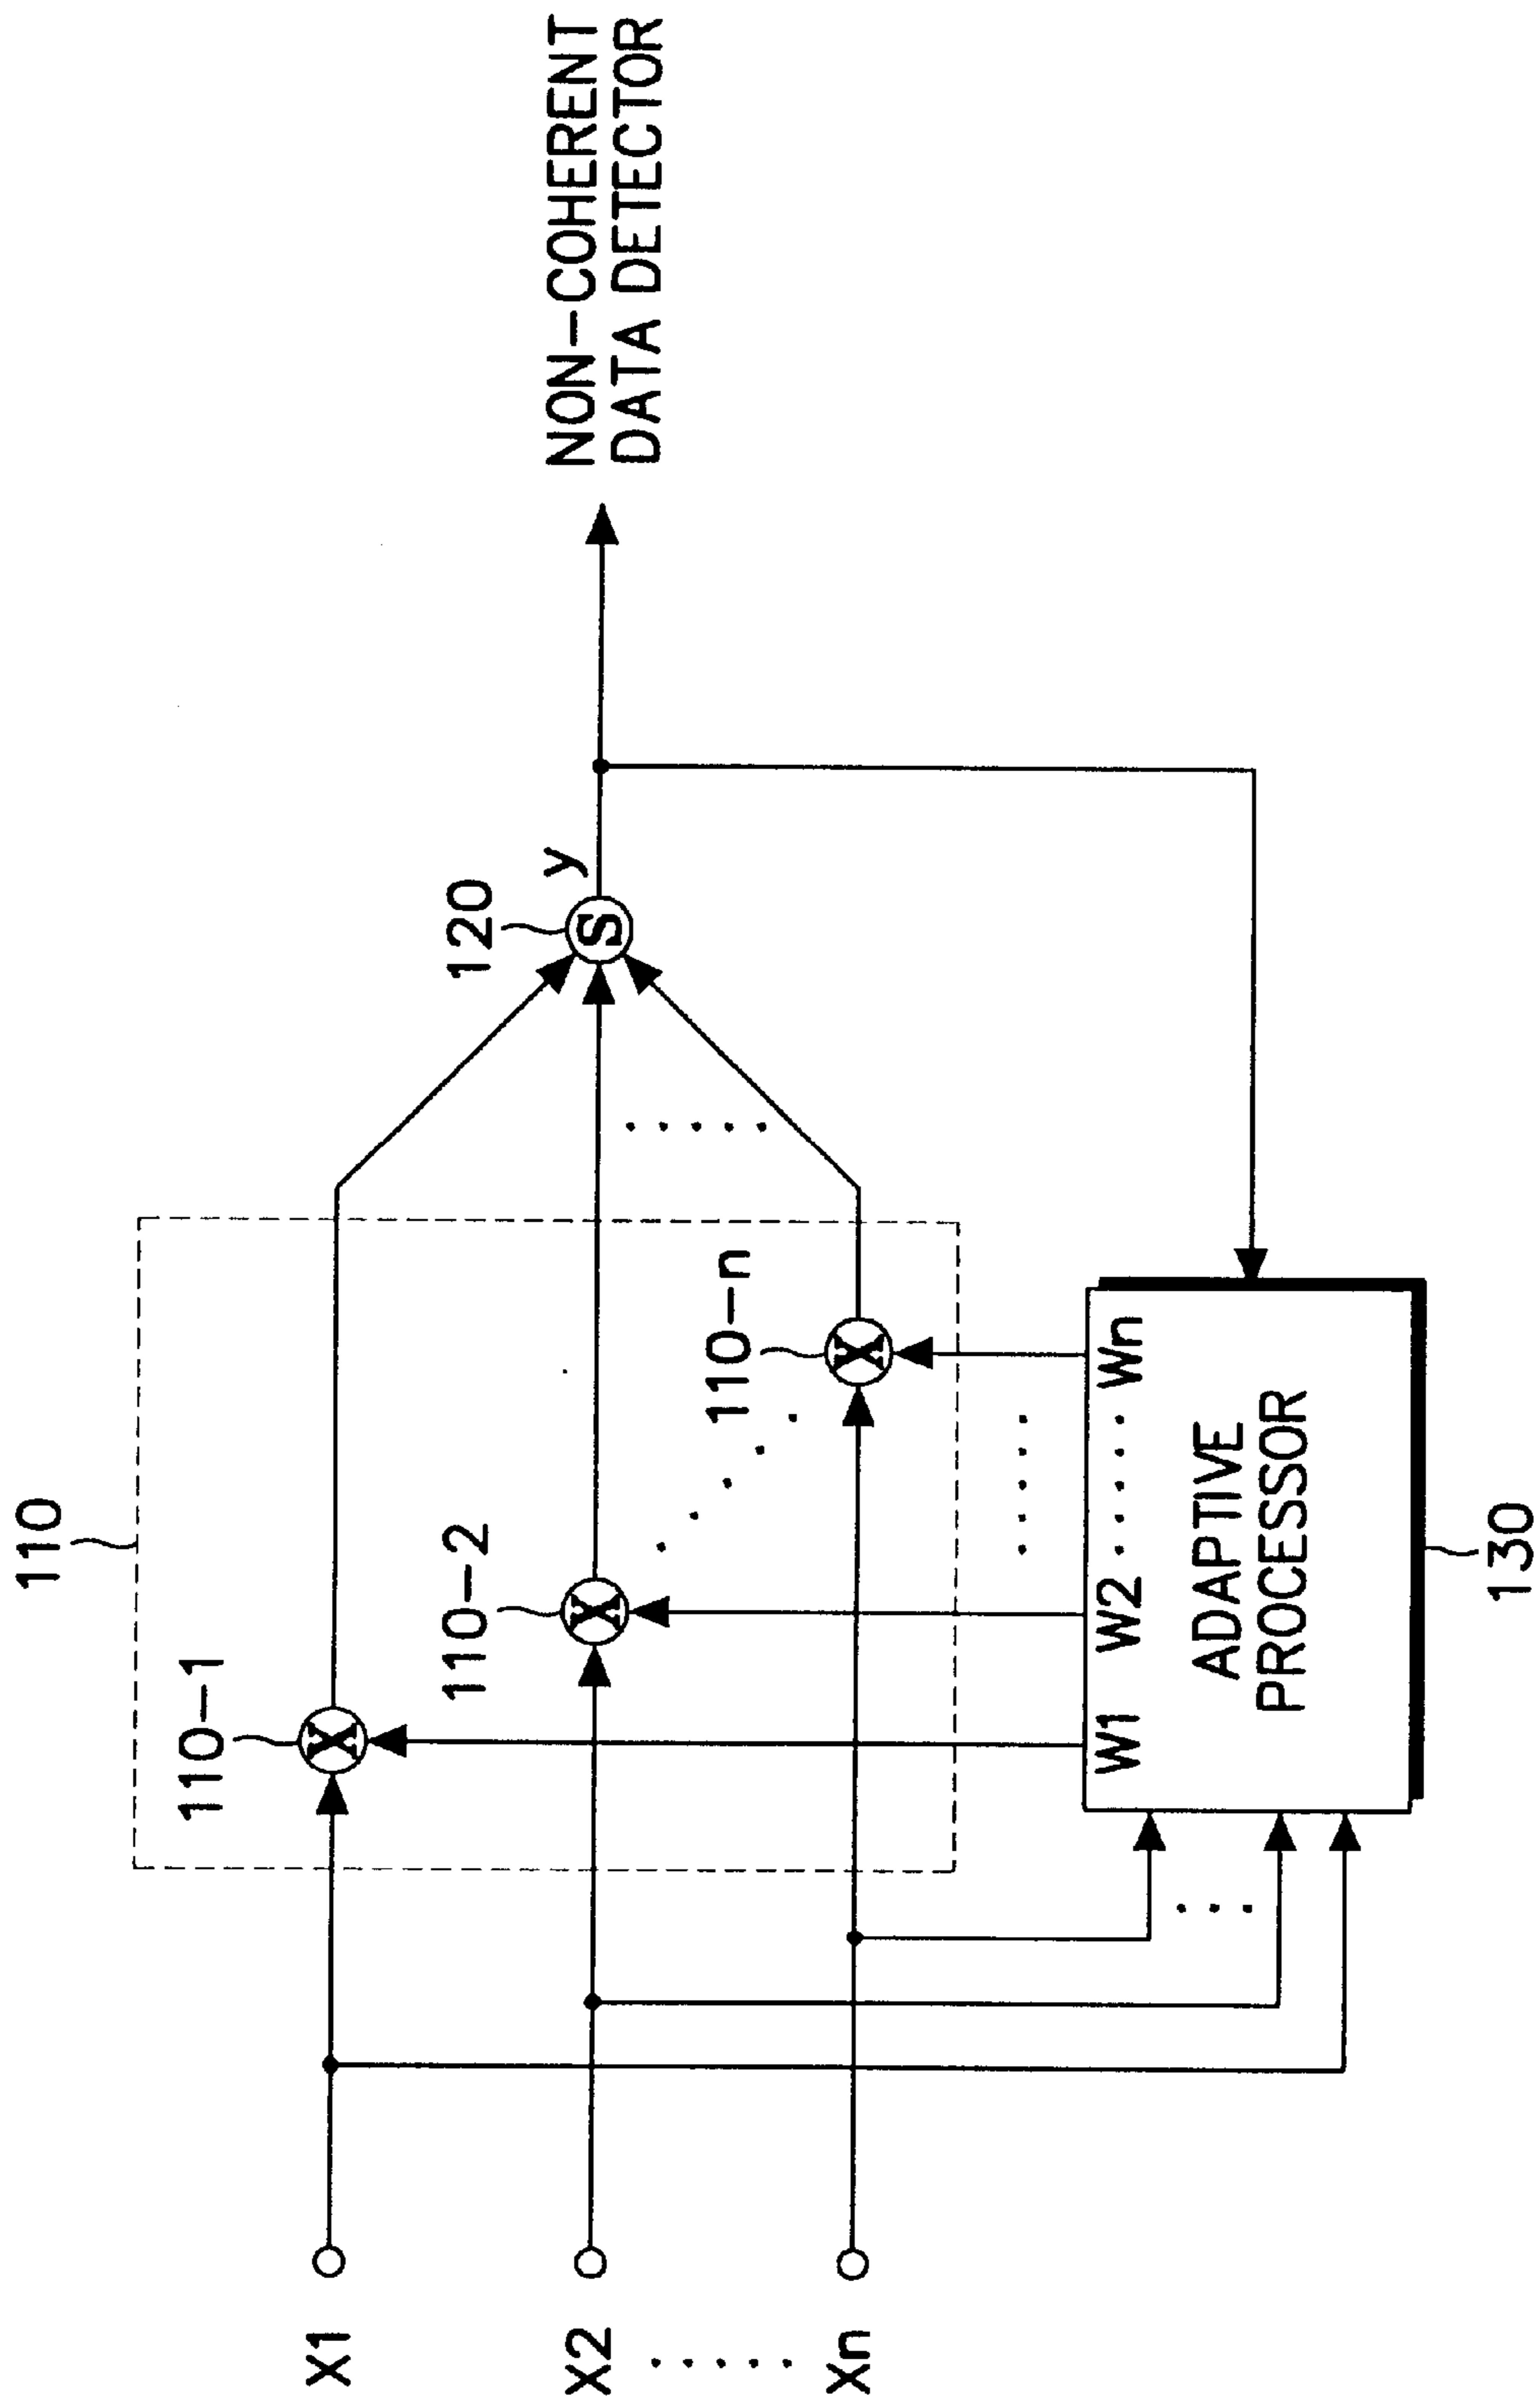 110
110-1
X
110-2
X
110-n
X
120
S
y
NON-COHERENT
DATA DETECTOR
X1
X2 .....
Xn
W1 W2 ..... Wn
ADAPTIVE
PROCESSOR
130